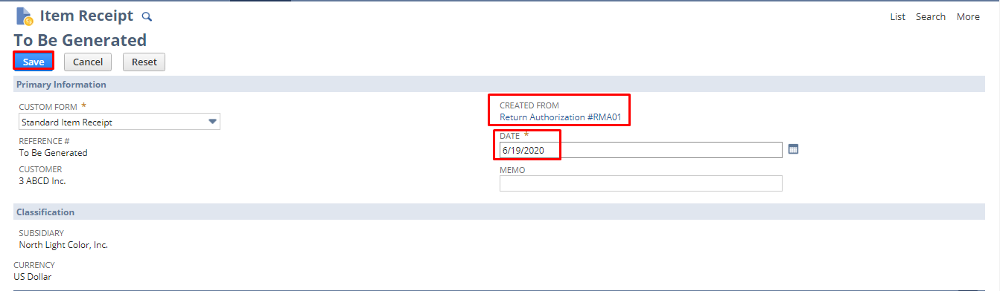 Item Receipt
List Search More
To Be Generated
Save Cancel Reset
Primary Information
CUSTOM FORM *
Standard Item Receipt
REFERENCE #
To Be Generated
CUSTOMER
3 ABCD Inc.
CREATED FROM
Return Authorization #RMA01
DATE *
6/19/2020
MEMO
Classification
SUBSIDIARY
North Light Color, Inc.
CURRENCY
US Dollar